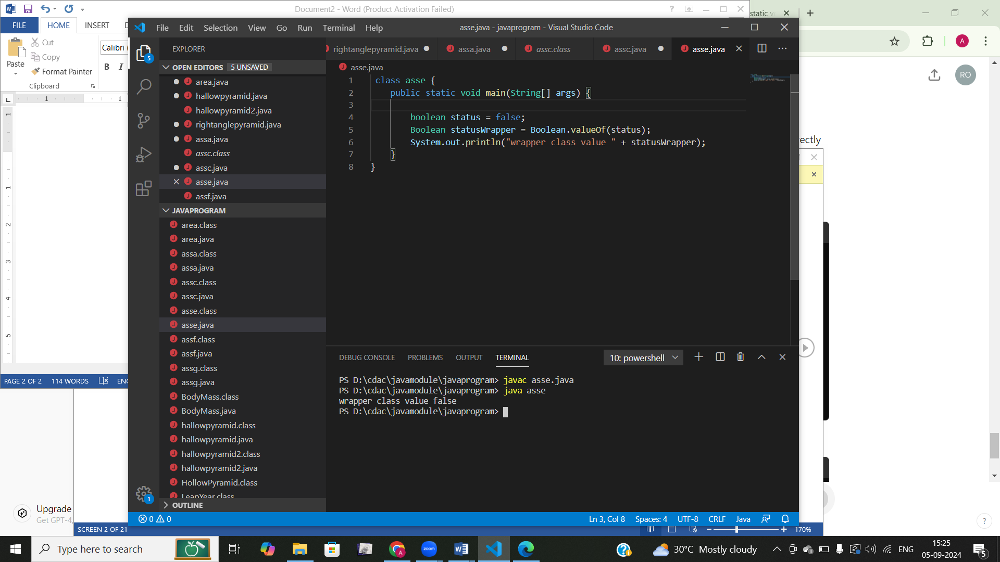 Document2 - Word (Product Activation Failed)
FILE HOME INSERT
Paste
Cut
Copy
Format Painter
Clipboard
Calibri (
B I
1 1
PAGE 2 OF 2 114 WORDS ENG
File Edit Selection View Go Run Terminal Help
asse.java - javaprogram - Visual Studio Code
EXPLORER
OPEN EDITORS 5 UNSAVED
area.java
hallowpyramid.java
hallowpyramid2.java
rightanglepyramid.java
assa.java
assc.class
assc.java
asse.java
assf.java
JAVAPROGRAM
area.class
area.java
assa.class
assa.java
assc.class
assc.java
asse.class
asse.java
assf.class
assf.java
assg.class
assg.java
BodyMass.class
BodyMass.java
hallowpyramid.class
hallowpyramid.java
hallowpyramid2.class
hallowpyramid2.java
HollowPyramid.class
LeapYear.class
OUTLINE
5
1
rightanglepyramid.java assa.java assc.class assc.java asse.java
asse.java
1 class asse {
2 public static void main(String[] args) {
3
4 boolean status = false;
5 Boolean statusWrapper = Boolean.valueOf(status);
6 System.out.println("wrapper class value " + statusWrapper);
7 }
8 }
DEBUG CONSOLE PROBLEMS OUTPUT TERMINAL 10: powershell
PS D:\cdac\javamodule\javaprogram> javac asse.java
PS D:\cdac\javamodule\javaprogram> java asse
wrapper class value false
PS D:\cdac\javamodule\javaprogram>
0 0 Ln 3, Col 8 Spaces: 4 UTF-8 CRLF Java
static v
A
RO
rectly
Upgrade
Get GPT-4,
SCREEN 2 OF 21 170%
Type here to search
zoom
30°C Mostly cloudy
ENG
15:25
05-09-2024
5